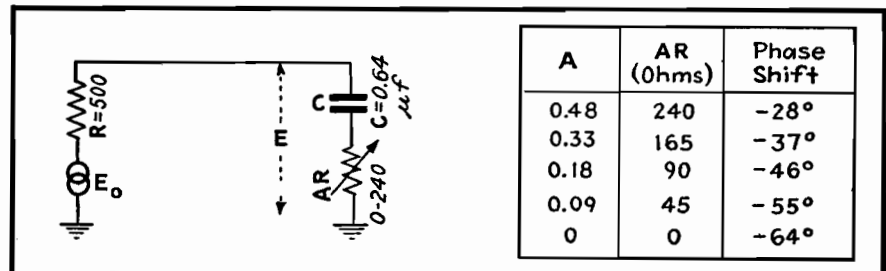 R=500
E₀
E
C
C=0.64
μf
AR
0-240
A AR (Ohms) Phase Shift
0.48 240 -28°
0.33 165 -37°
0.18 90 -46°
0.09 45 -55°
0 0 -64°